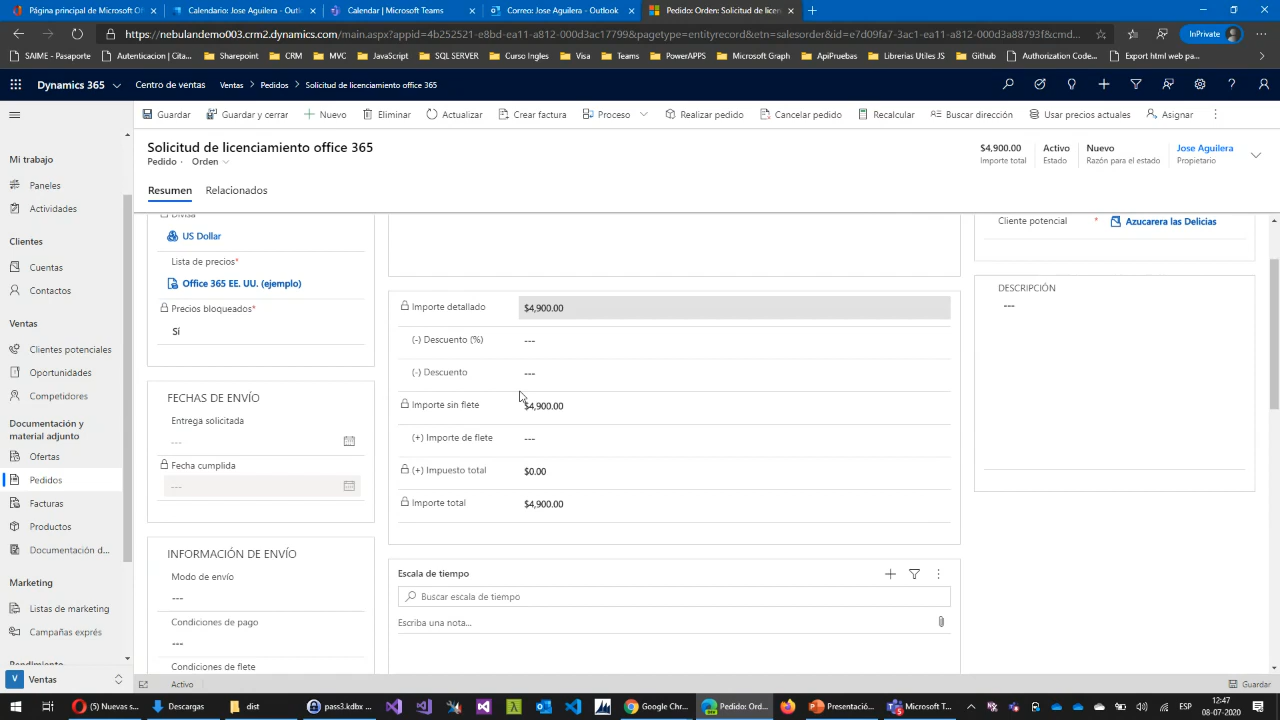 Página principal de Microsoft Of
Calendario: Jose Aguilera - Outl
Calendar | Microsoft Teams
Correo: Jose Aguilera - Outlook
Pedido: Orden: Solicitud de licen
https://nebulandemo003.crm2.dynamics.com/main.aspx?appid=4b252521-e8bd-ea11-a812-000d3ac17799&pagetype=entityrecord&etn=salesorder&id=e7d09fa7-3ac1-ea11-a812-000d3a88793f&cmd...
InPrivate
SAIME - Pasaporte
Autenticación | Cita...
CRM
MV
JavaScript
SQL SERVER
Curso Ingles
Visa
Teams
PowerAPPS
Microsoft Graph
ApiPruebas
Librerias Utiles JS
Github
Authorization Code...
Export html web pa...
Dynamics 365
Centro de ventas
Ventas > Pedidos > Solicitud de licenciamiento office 365
Guardar
Guardar y cerrar
Nuevo
Eliminar
Actualizar
Crear factura
Proceso
Realizar pedido
Cancelar pedido
Recalcular
Buscar dirección
Usar precios actuales
Asignar
Solicitud de licenciamiento office 365
Pedido · Orden
$4,900.00
Importe total
Activo
Estado
Nuevo
Razón para el estado
Jose Aguilera
Propietario
Resumen
Relacionados
Mi trabajo
Paneles
Actividades
Clientes
Cuentas
Contactos
Ventas
Clientes potenciales
Oportunidades
Competidores
Documentación y
material adjunto
Ofertas
Pedidos
Facturas
Productos
Documentación d...
Marketing
Listas de marketing
Campañas exprés
Rendimiento
V Ventas
Divisa
US Dollar
Lista de precios*
Office 365 EE. UU. (ejemplo)
Precios bloqueados*
Sí
FECHAS DE ENVÍO
Entrega solicitada
---
Fecha cumplida
---
INFORMACIÓN DE ENVÍO
Modo de envío
---
Condiciones de pago
---
Condiciones de flete
Importe detallado $4,900.00
(-) Descuento (%) ---
(-) Descuento ---
Importe sin flete $4,900.00
(+) Importe de flete ---
(+) Impuesto total $0.00
Importe total $4,900.00
Escala de tiempo
Buscar escala de tiempo
Escriba una nota...
Cliente potencial * Azucarera las Delicias
DESCRIPCIÓN
---
Activo
Guardar
(105) Nuevas s...
Descargas
dist
pass3.kdbx ...
Google Chr...
Pedido: Ord...
Presentació...
Microsoft T...
ESP
12:47
08-07-2020